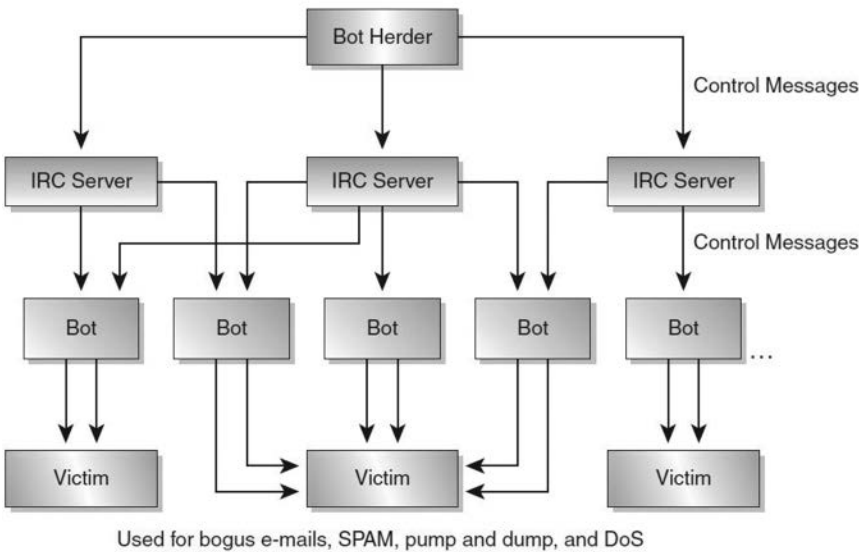 Bot Herder
Control Messages
IRC Server
IRC Server
IRC Server
Control Messages
Bot
Bot
Bot
Bot
Bot
...
Victim
Victim
Victim
Used for bogus e-mails, SPAM, pump and dump, and DoS